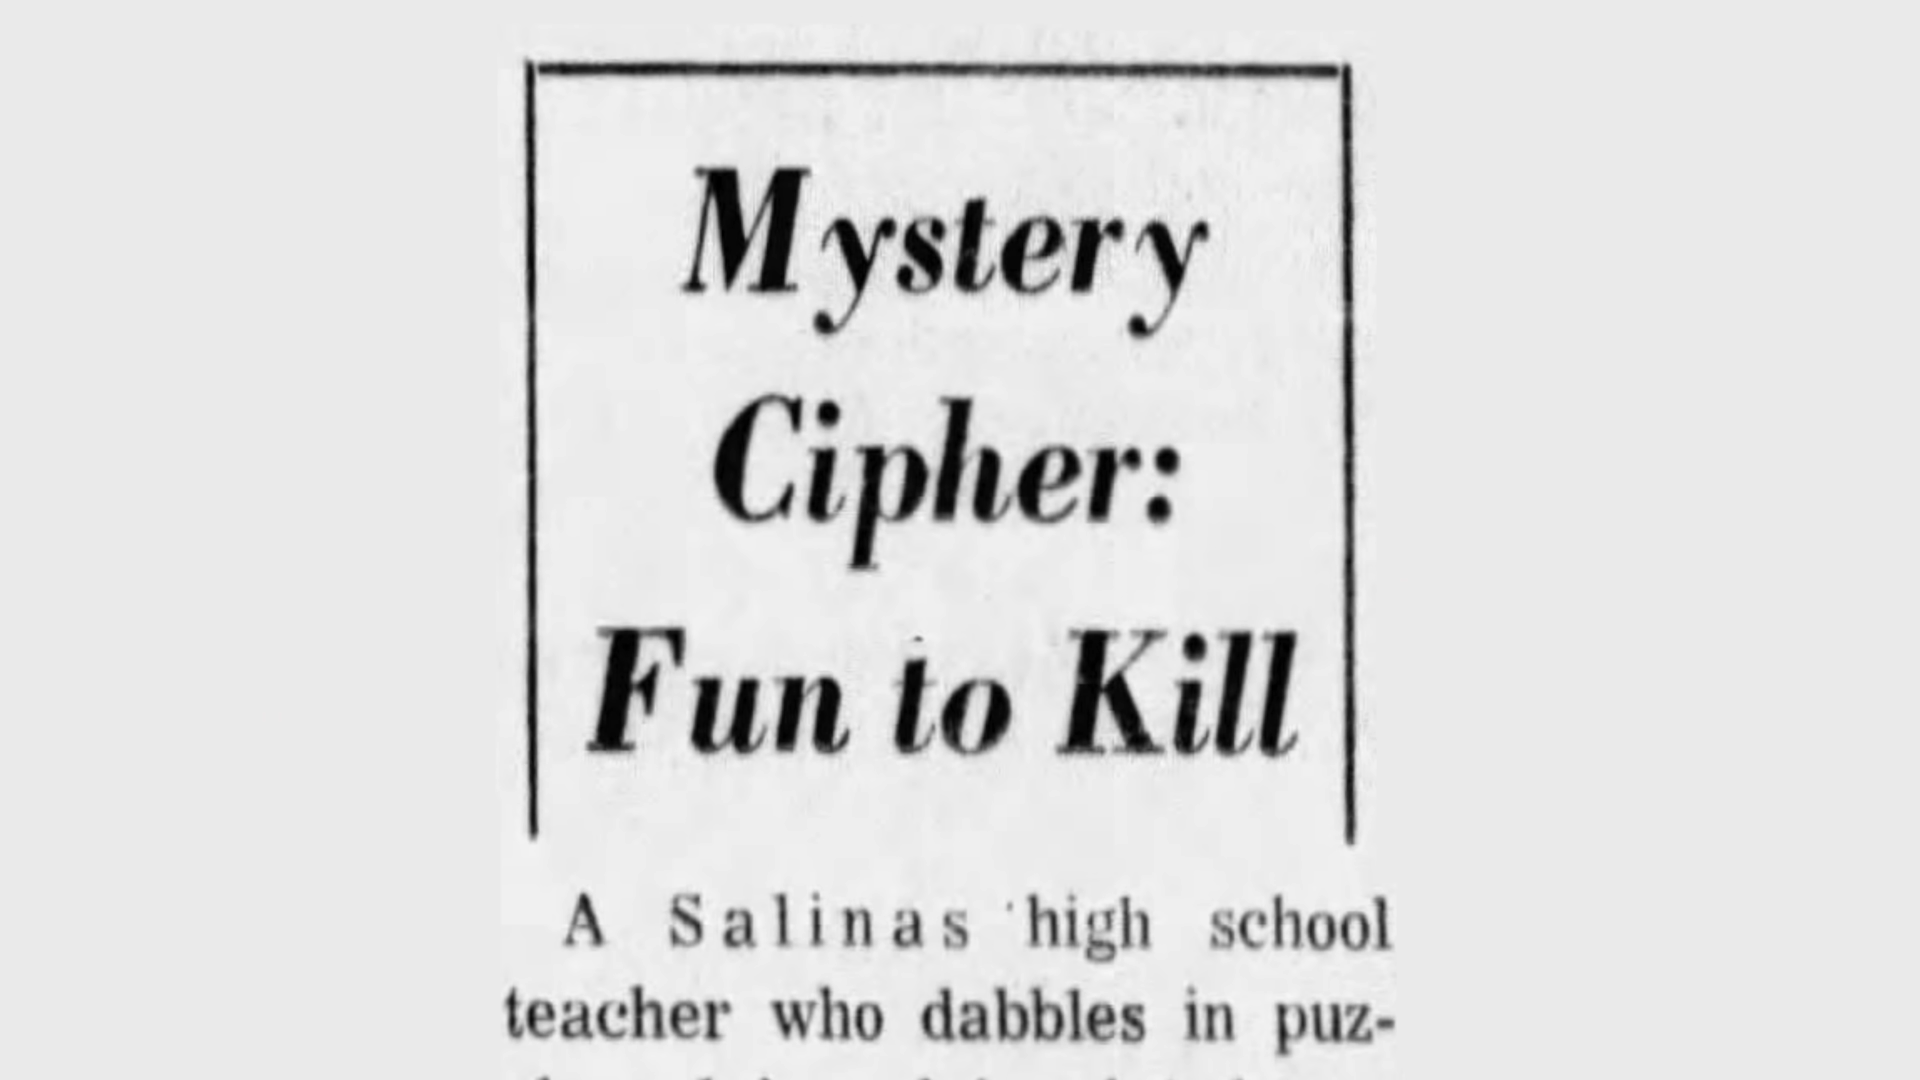 Mystery
Cipher:
Fun to Kill
A Salinas high school
teacher who dabbles in puz-